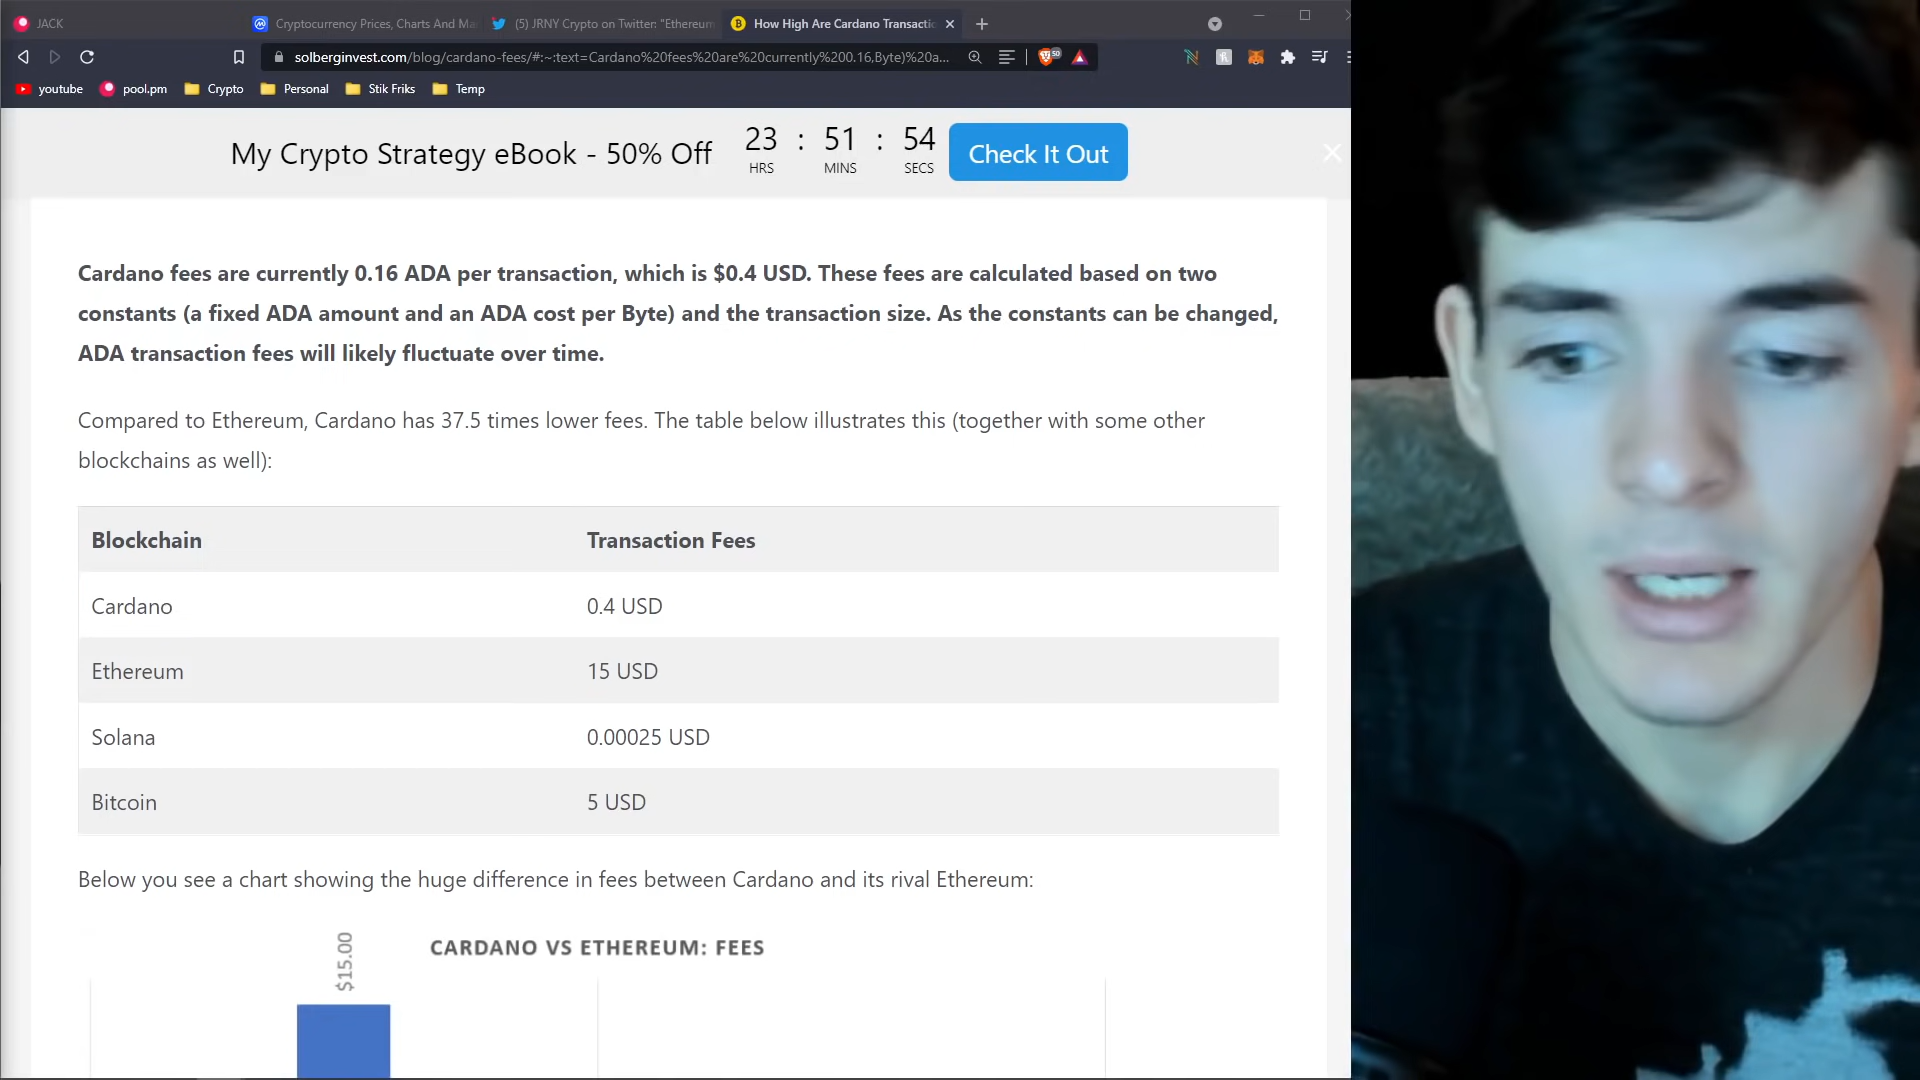 JACK
Cryptocurrency Prices, Charts And Ma
(5) JRNY Crypto on Twitter: "Ethereum
How High Are Cardano Transactic
solberginvest.com/blog/cardano-fees/#:~:text=Cardano%20fees%20are%20currently%200.16,Byte)%20a...
50
youtube
pool.pm
Crypto
Personal
Stik Friks
Temp
My Crypto Strategy eBook - 50% Off
23 : 51 : 54
HRS MINS SECS
Check It Out
Cardano fees are currently 0.16 ADA per transaction, which is $0.4 USD. These fees are calculated based on two
constants (a fixed ADA amount and an ADA cost per Byte) and the transaction size. As the constants can be changed,
ADA transaction fees will likely fluctuate over time.
Compared to Ethereum, Cardano has 37.5 times lower fees. The table below illustrates this (together with some other
blockchains as well):
Blockchain Transaction Fees
Cardano 0.4 USD
Ethereum 15 USD
Solana 0.00025 USD
Bitcoin 5 USD
Below you see a chart showing the huge difference in fees between Cardano and its rival Ethereum:
CARDANO VS ETHEREUM: FEES
$15.00